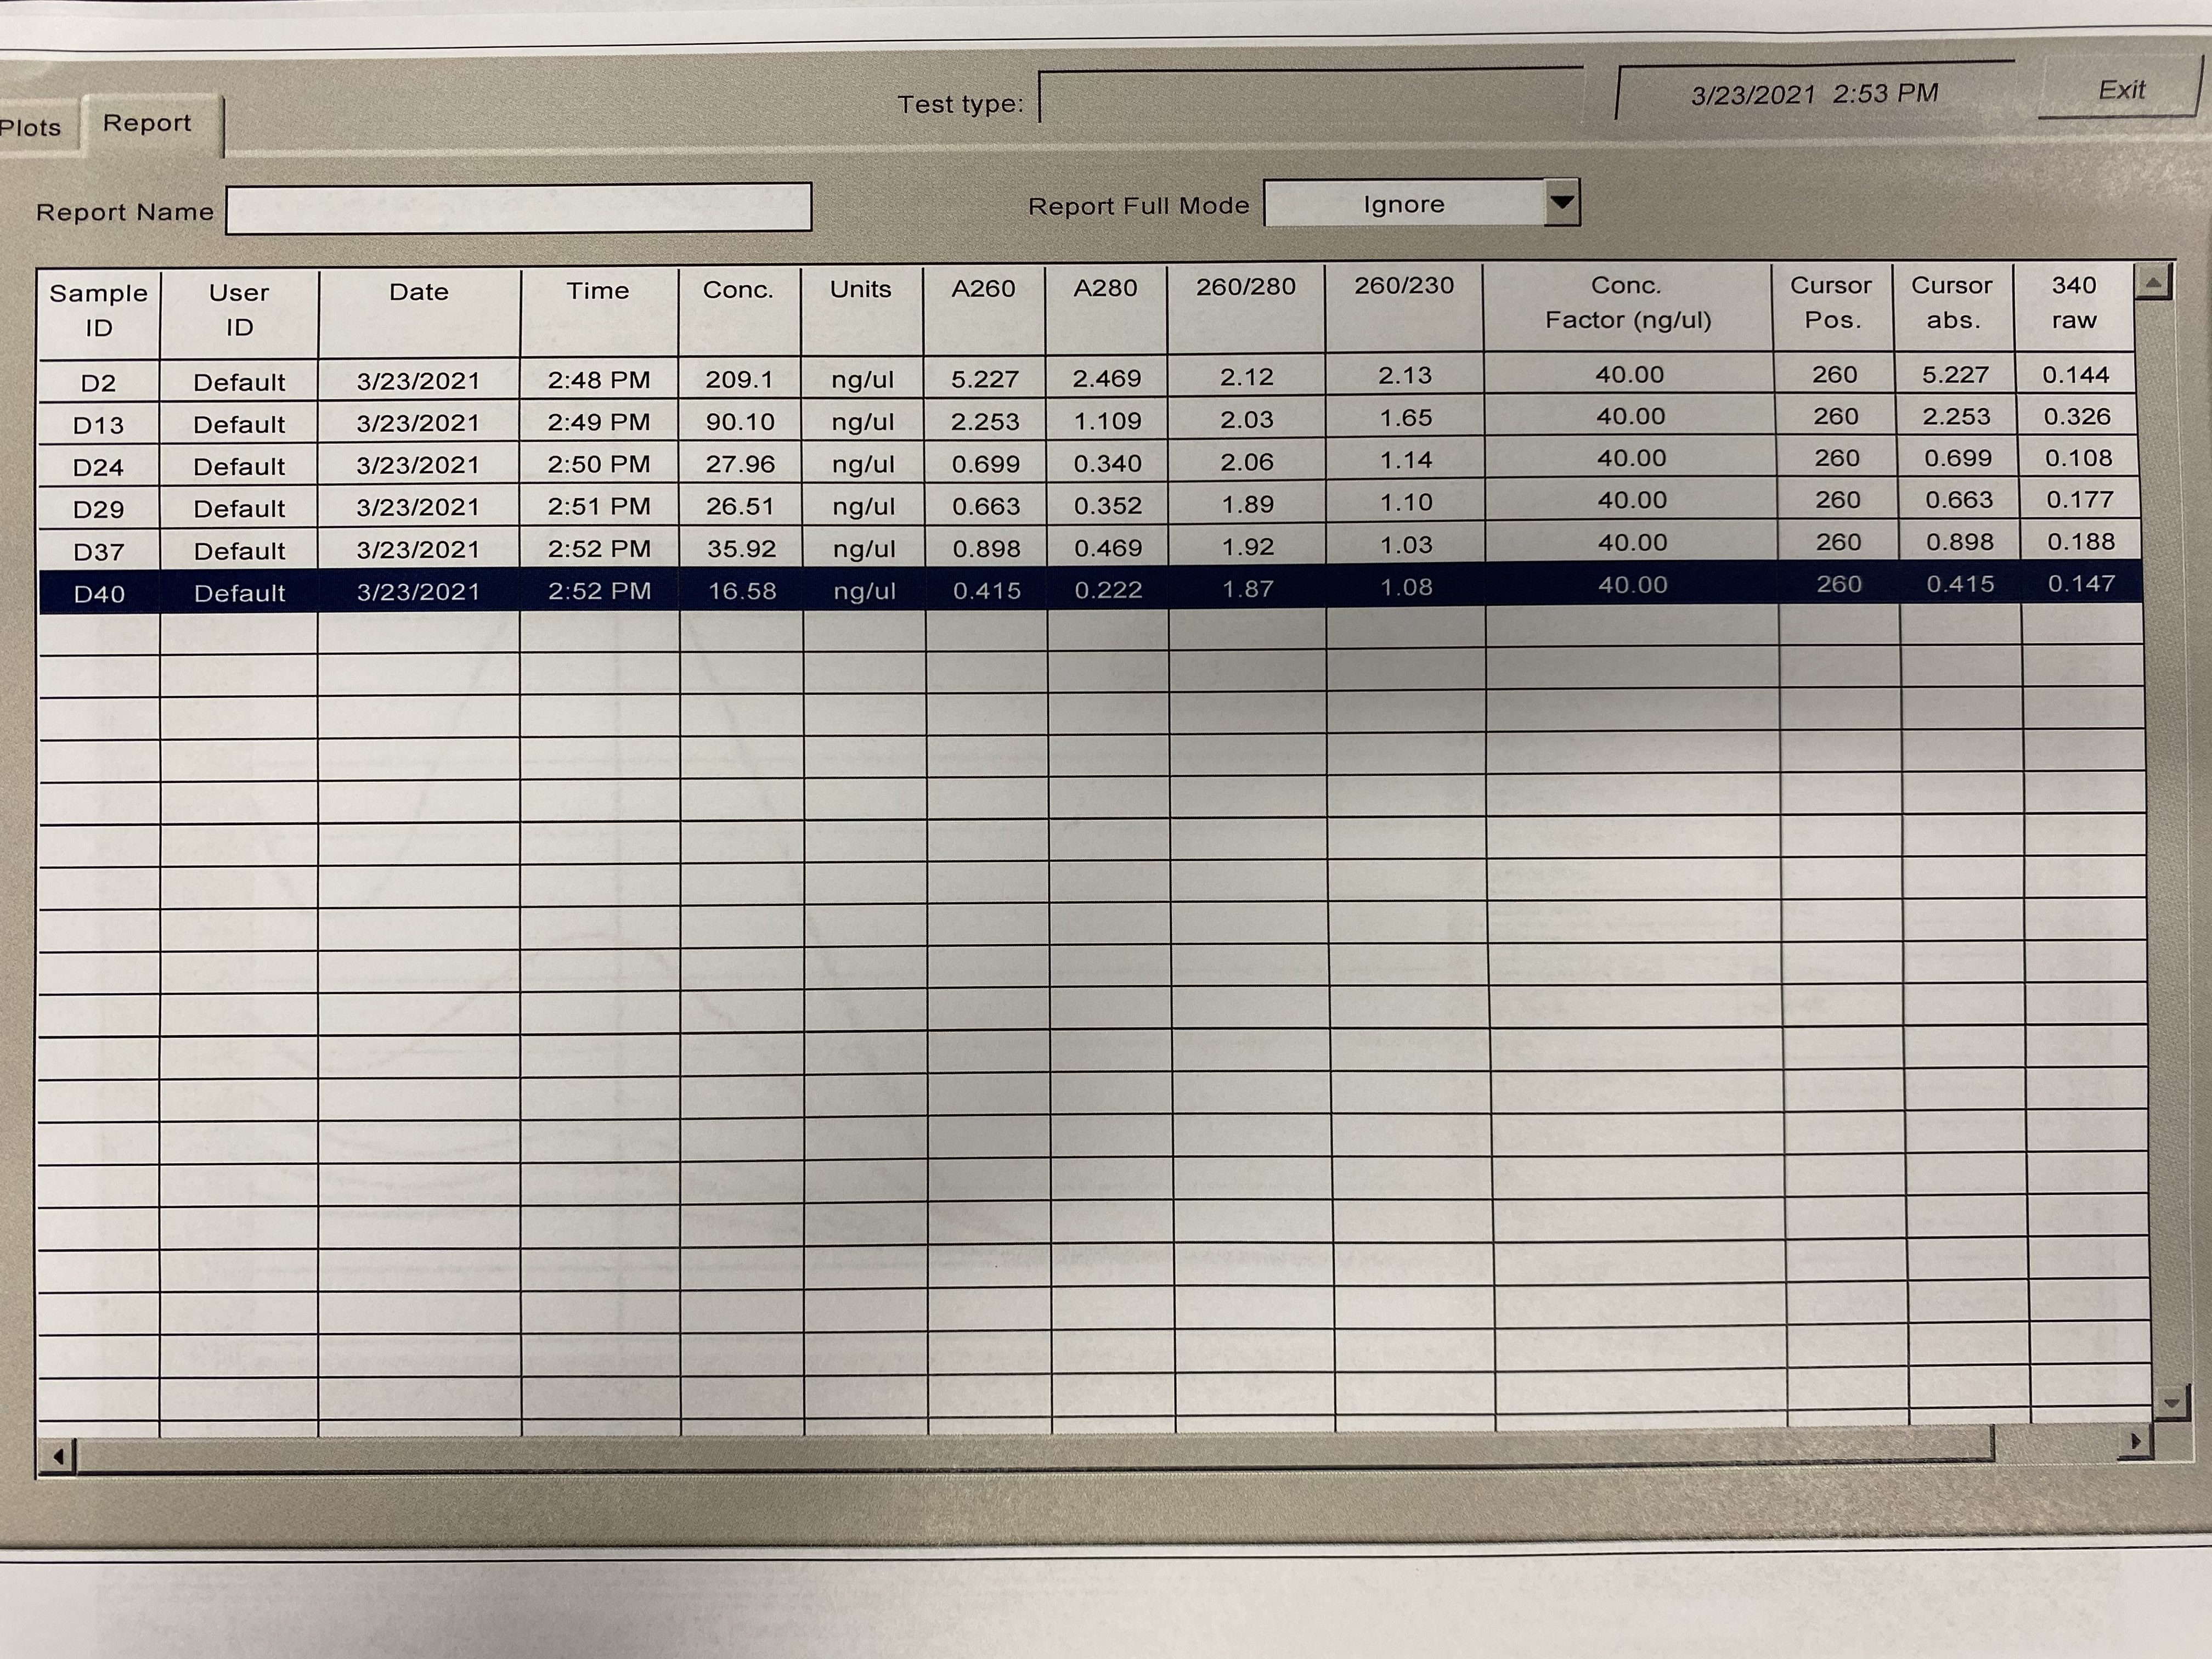 Test type: 3/23/2021 2:53 PM Exit
Plots Report
Report Name Report Full Mode Ignore
Sample ID User ID Date Time Conc. Units A260 A280 260/280 260/230 Conc. Factor (ng/ul) Cursor Pos. Cursor abs. 340 raw
D2 Default 3/23/2021 2:48 PM 209.1 ng/ul 5.227 2.469 2.12 2.13 40.00 260 5.227 0.144
D13 Default 3/23/2021 2:49 PM 90.10 ng/ul 2.253 1.109 2.03 1.65 40.00 260 2.253 0.326
D24 Default 3/23/2021 2:50 PM 27.96 ng/ul 0.699 0.340 2.06 1.14 40.00 260 0.699 0.108
D29 Default 3/23/2021 2:51 PM 26.51 ng/ul 0.663 0.352 1.89 1.10 40.00 260 0.663 0.177
D37 Default 3/23/2021 2:52 PM 35.92 ng/ul 0.898 0.469 1.92 1.03 40.00 260 0.898 0.188
D40 Default 3/23/2021 2:52 PM 16.58 ng/ul 0.415 0.222 1.87 1.08 40.00 260 0.415 0.147